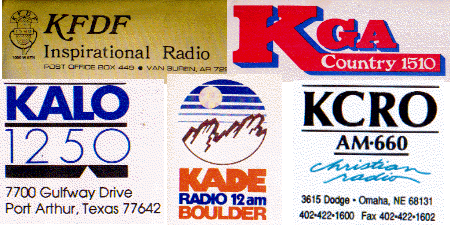 KFDF
Inspirational Radio
POST OFFICE BOX 449 • VAN BUREN, AR
KGA
Country 1510
KALO
1250
7700 Gulfway Drive
Port Arthur, Texas 77642
KADE
RADIO 12am
BOULDER
KCRO
AM•660
christian
radio
3615 Dodge • Omaha, NE 68131
402•422•1600 Fax 402•422•1602